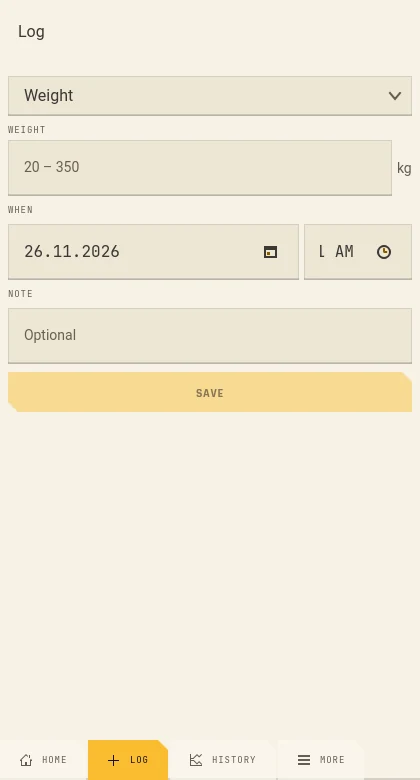 Log
Weight
WEIGHT
20 – 350
kg
WHEN
26.11.2026
AM
NOTE
Optional
SAVE
HOME
LOG
HISTORY
MORE